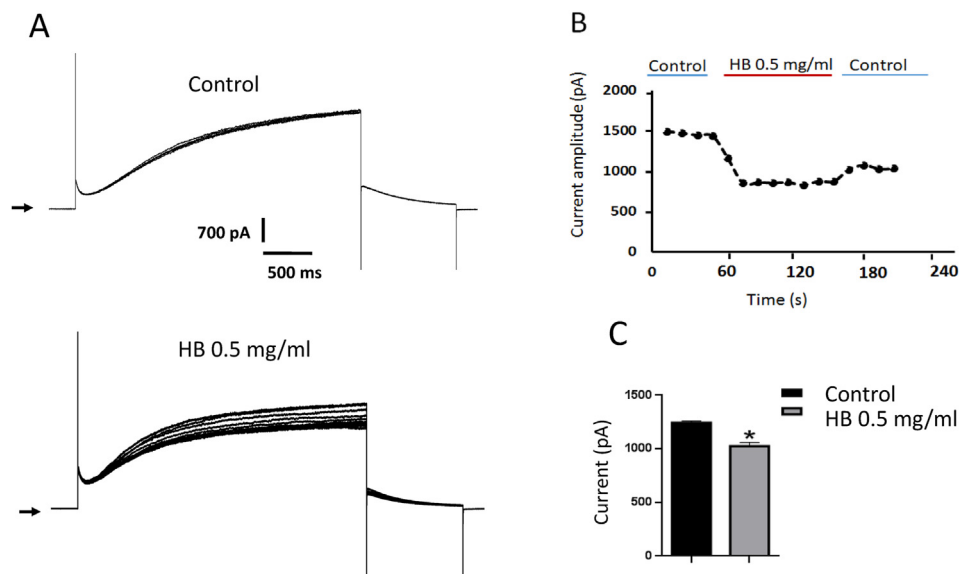 A
Control
700 pA
500 ms
HB 0.5 mg/ml
B
Control HB 0.5 mg/ml Control
Current amplitude (pA)
2000
1500
1000
500
0
0 60 120 180 240
Time (s)
C
Control
HB 0.5 mg/ml
Current (pA)
1500
1000
500
0
*